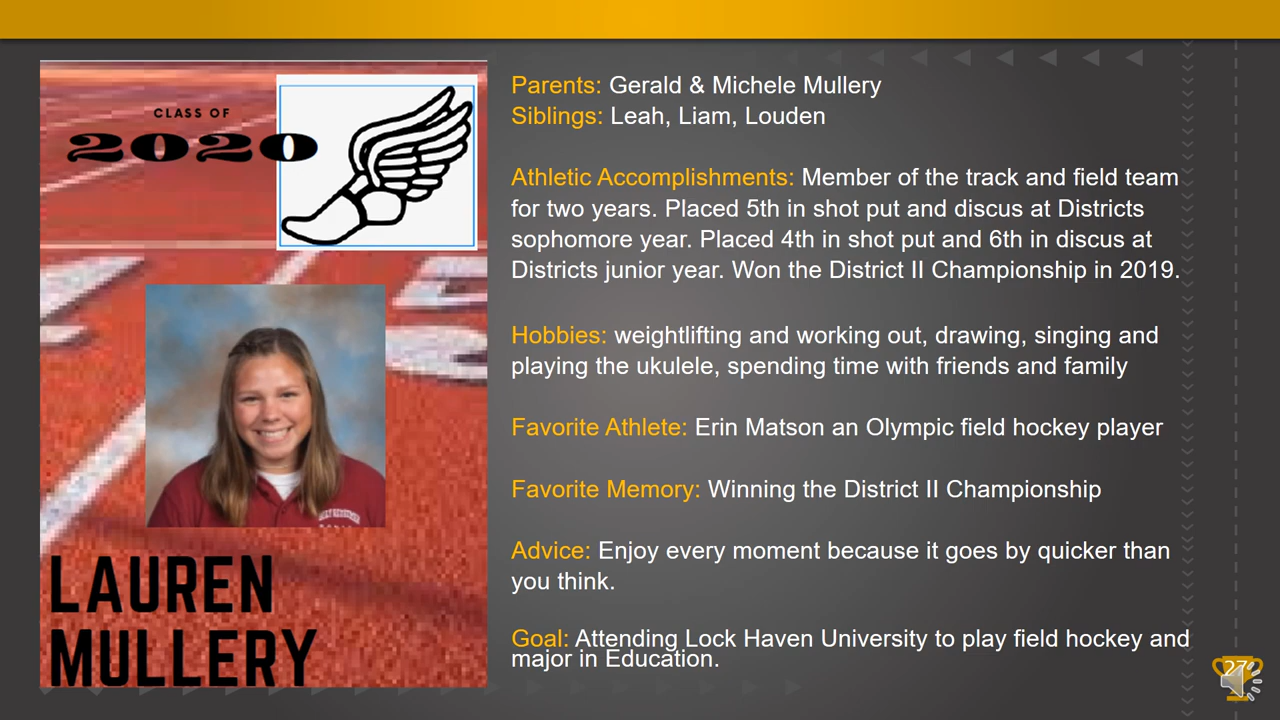 CLASS OF
2020
LAUREN
MULLERY
Parents: Gerald & Michele Mullery
Siblings: Leah, Liam, Louden
Athletic Accomplishments: Member of the track and field team
for two years. Placed 5th in shot put and discus at Districts
sophomore year. Placed 4th in shot put and 6th in discus at
Districts junior year. Won the District II Championship in 2019.
Hobbies: weightlifting and working out, drawing, singing and
playing the ukulele, spending time with friends and family
Favorite Athlete: Erin Matson an Olympic field hockey player
Favorite Memory: Winning the District II Championship
Advice: Enjoy every moment because it goes by quicker than
you think.
Goal: Attending Lock Haven University to play field hockey and
major in Education.
27